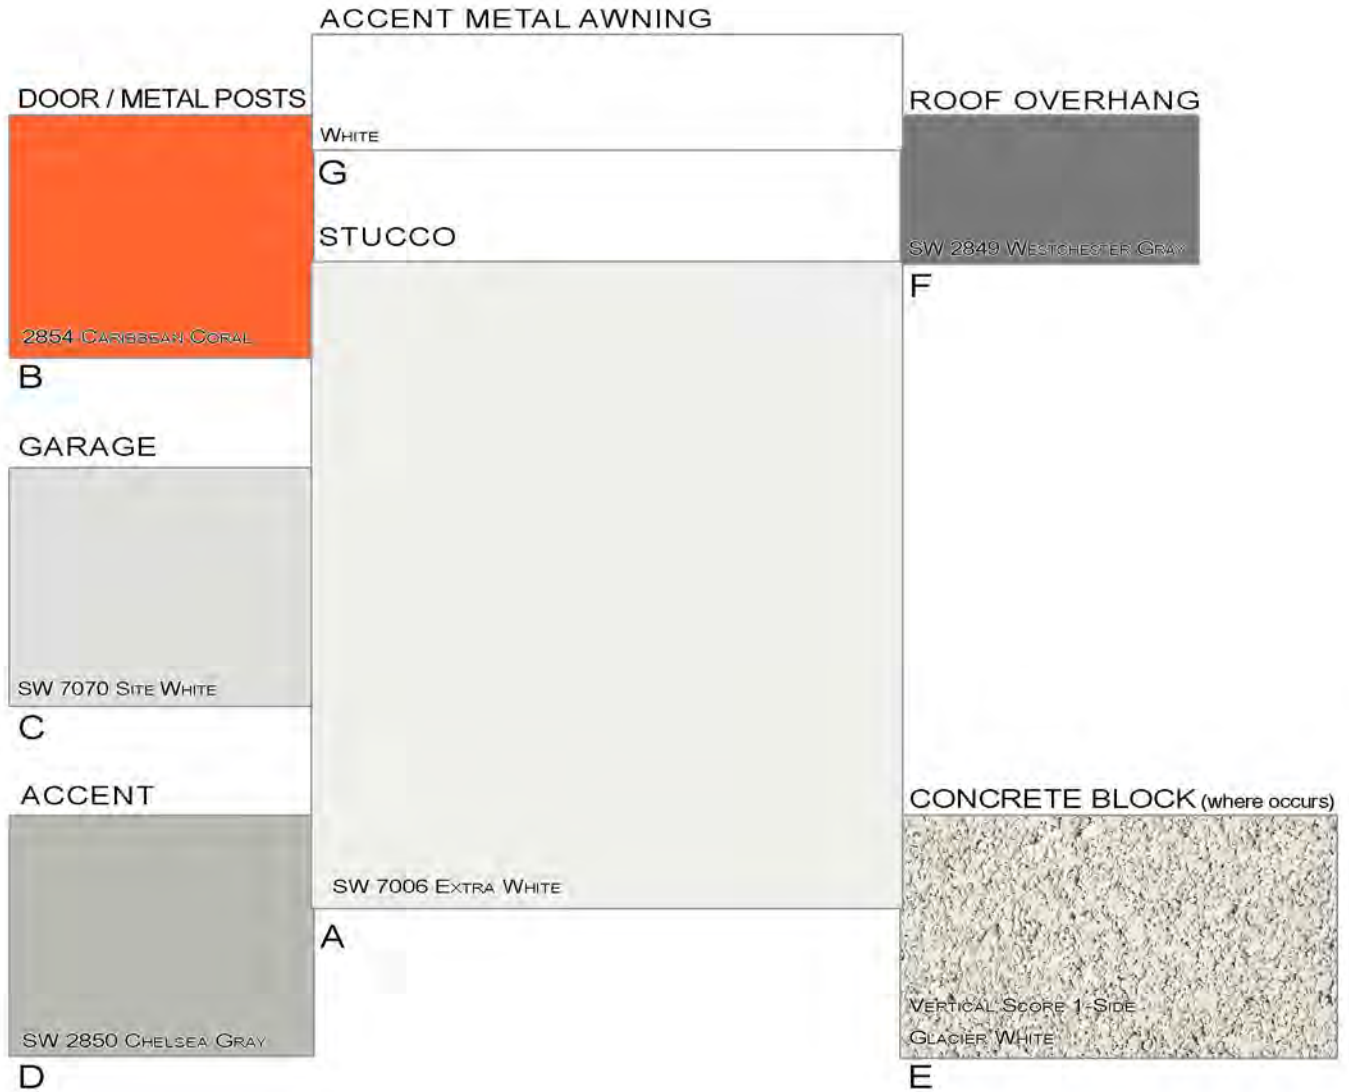 ACCENT METAL AWNING
WHITE
G
DOOR / METAL POSTS
2854 CARIBBEAN CORAL
B
ROOF OVERHANG
SW 2849 WESTCHESTER GRAY
F
STUCCO
SW 7006 EXTRA WHITE
A
GARAGE
SW 7070 SITE WHITE
C
ACCENT
SW 2850 CHELSEA GRAY
D
CONCRETE BLOCK (where occurs)
VERTICAL SCORE 1-SIDE
GLACIER WHITE
E